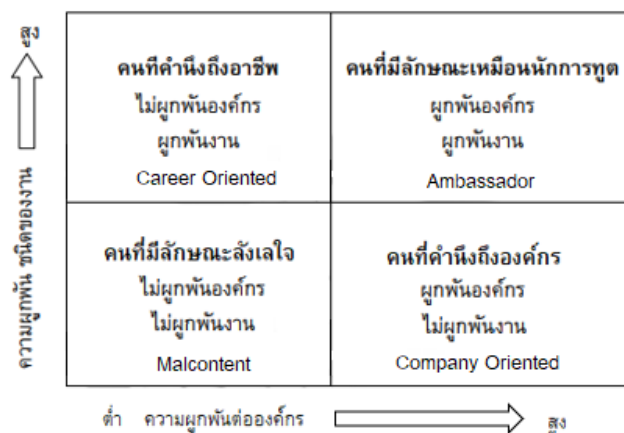 สูง
คนที่คำนึงถึงอาชีพ
ไม่ผูกพันองค์กร
ผูกพันงาน
Career Oriented
คนที่มีลักษณะเหมือนนักการทูต
ผูกพันองค์กร
ผูกพันงาน
Ambassador
ความผูกพัน ชนิดของงาน
คนที่มีลักษณะลังเลใจ
ไม่ผูกพันองค์กร
ไม่ผูกพันงาน
Malcontent
คนที่คำนึงถึงองค์กร
ผูกพันองค์กร
ไม่ผูกพันงาน
Company Oriented
ต่ำ ความผูกพันต่อองค์กร สูง